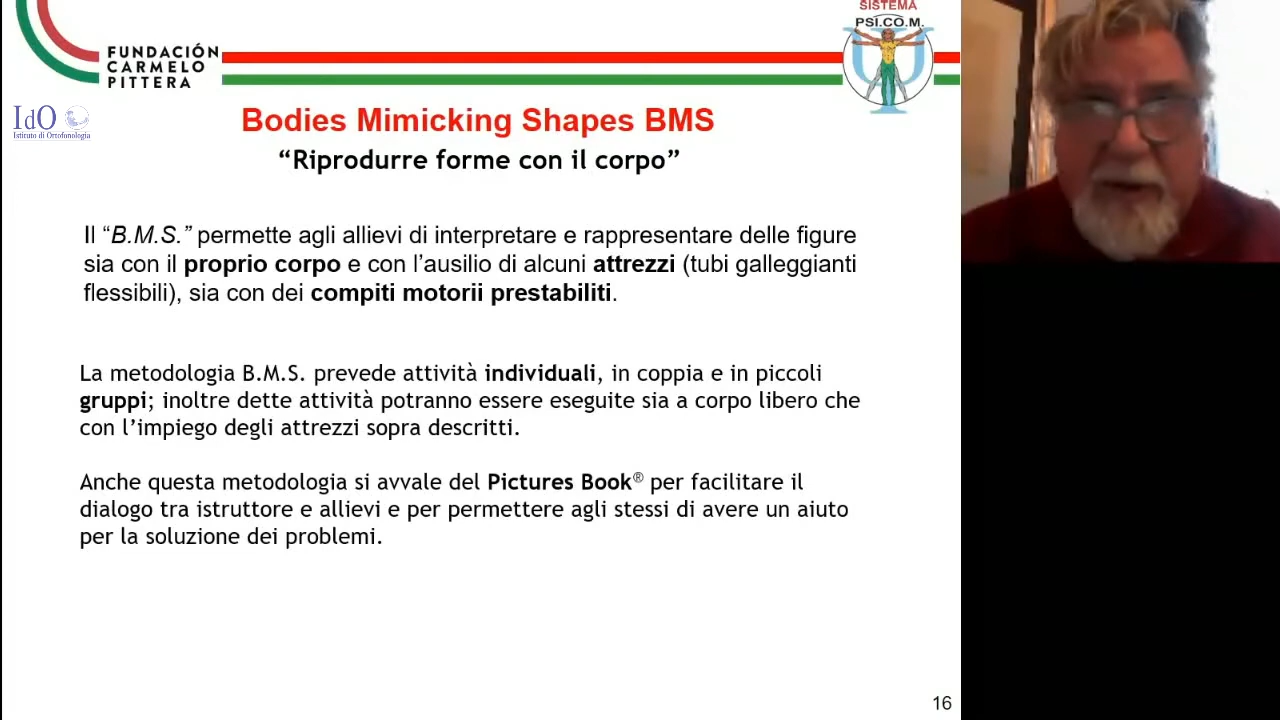 SISTEMA
PSI.CO.M.
FUNDACIÓN
CARMELO
PITTERA
IdO
Istituto di Ortofonologia
Bodies Mimicking Shapes BMS
“Riprodurre forme con il corpo”
Il “B.M.S.” permette agli allievi di interpretare e rappresentare delle figure
sia con il proprio corpo e con l’ausilio di alcuni attrezzi (tubi galleggianti
flessibili), sia con dei compiti motorii prestabiliti.
La metodologia B.M.S. prevede attività individuali, in coppia e in piccoli
gruppi; inoltre dette attività potranno essere eseguite sia a corpo libero che
con l’impiego degli attrezzi sopra descritti.
Anche questa metodologia si avvale del Pictures Book® per facilitare il
dialogo tra istruttore e allievi e per permettere agli stessi di avere un aiuto
per la soluzione dei problemi.
16